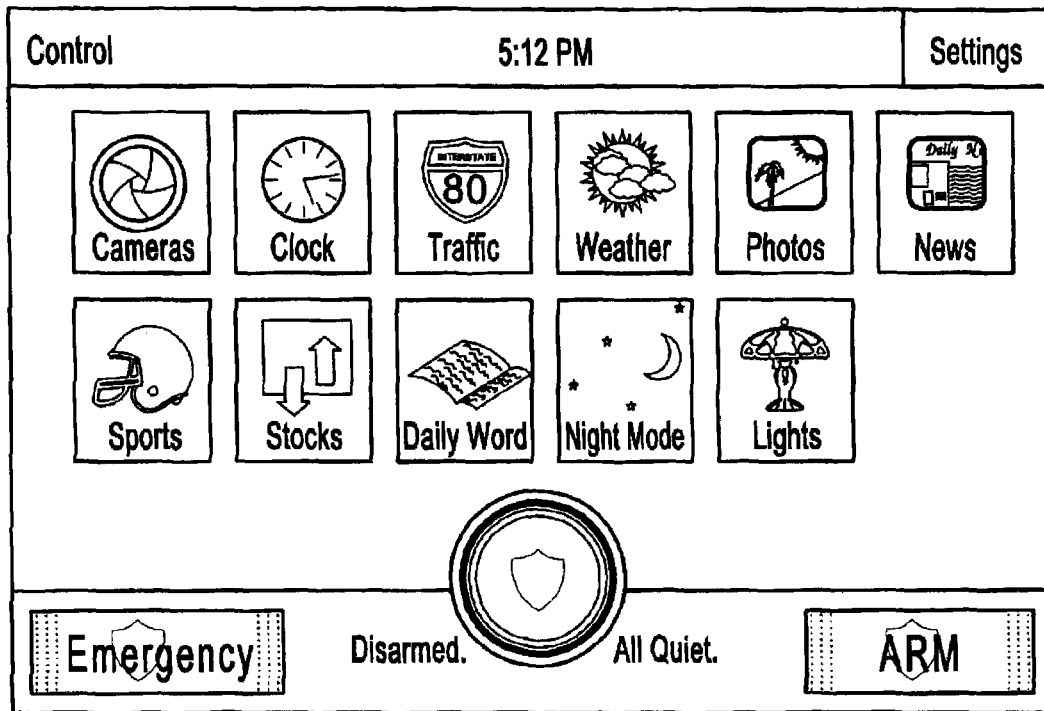 Control 5:12 PM Settings
INTERSTATE
80
Daily N
Cameras Clock Traffic Weather Photos News
Sports Stocks Daily Word Night Mode Lights
Emergency Disarmed. All Quiet. ARM